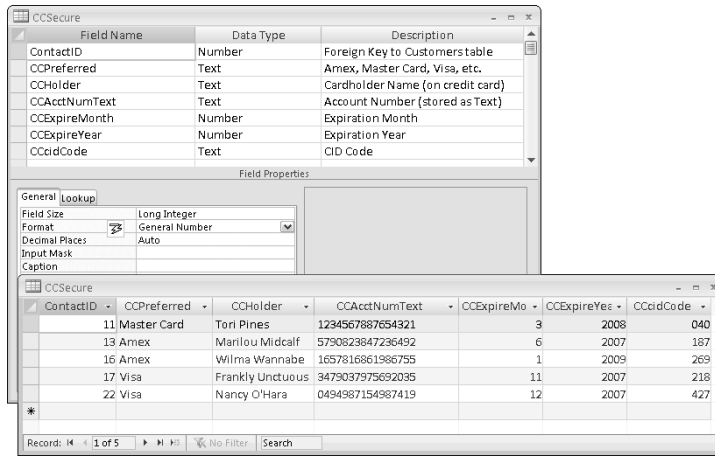 CCSecure
Field Name Data Type Description
ContactID Number Foreign Key to Customers table
CCPreferred Text Amex, Master Card, Visa, etc.
CCHolder Text Cardholder Name (on credit card)
CCAcctNumText Text Account Number (stored as Text)
CCExpireMonth Number Expiration Month
CCExpireYear Number Expiration Year
CCcidCode Text CID Code
Field Properties
General Lookup
Field Size Long Integer
Format General Number
Decimal Places Auto
Input Mask
Caption
CCSecure
ContactID CCPreferred CCHolder CCAcctNumText CCExpireMo CCExpireYea CCcidCode
11 Master Card Tori Pines 1234567887654321 3 2008 040
13 Amex Marilou Midcalf 5790823847236492 6 2007 187
16 Amex Wilma Wannabe 1657816861986755 1 2009 269
17 Visa Frankly Unctuous 3479037975692035 11 2007 218
22 Visa Nancy O'Hara 0494987154987419 12 2007 427
Record: 1 of 5 No Filter Search